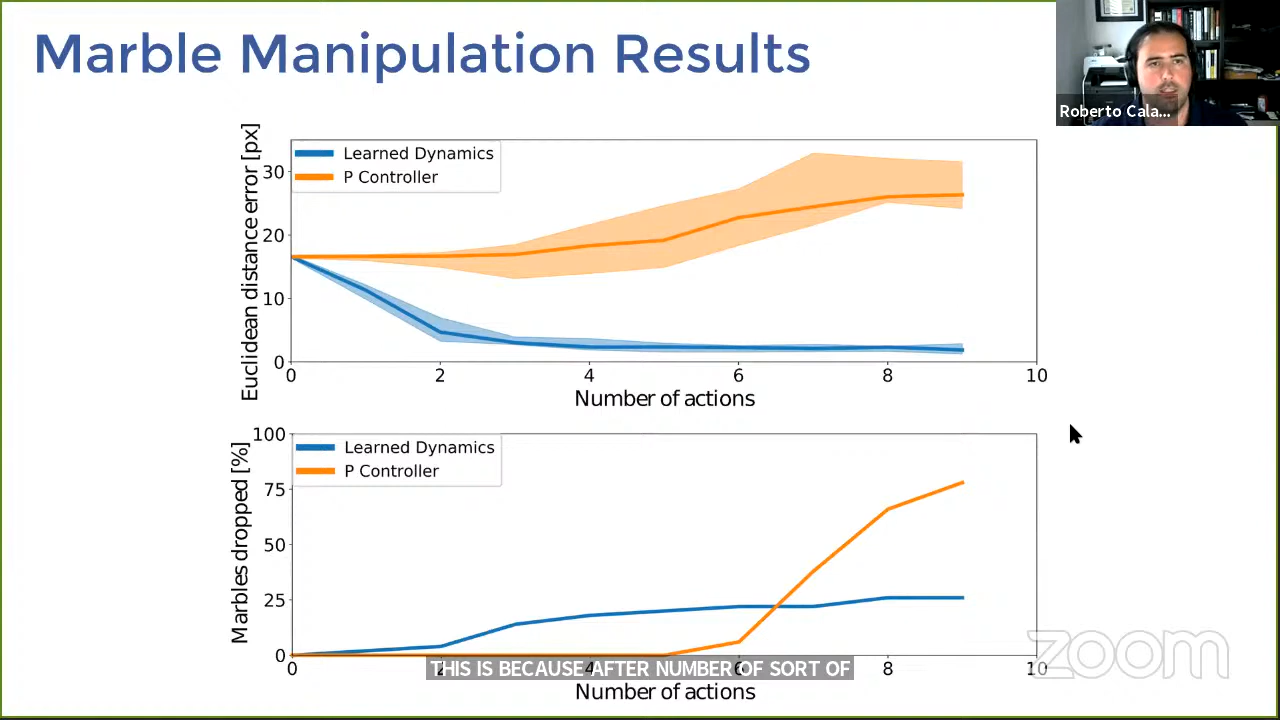 Marble Manipulation Results
Roberto Cala...
Euclidean distance error [px]
30
20
10
0
Learned Dynamics
P Controller
0 2 4 6 8 10
Number of actions
Marbles dropped [%]
100
75
50
25
0
Learned Dynamics
P Controller
0 2 4 6 8 10
THIS IS BECAUSE AFTER NUMBER OF SORT OF
Number of actions
zoom